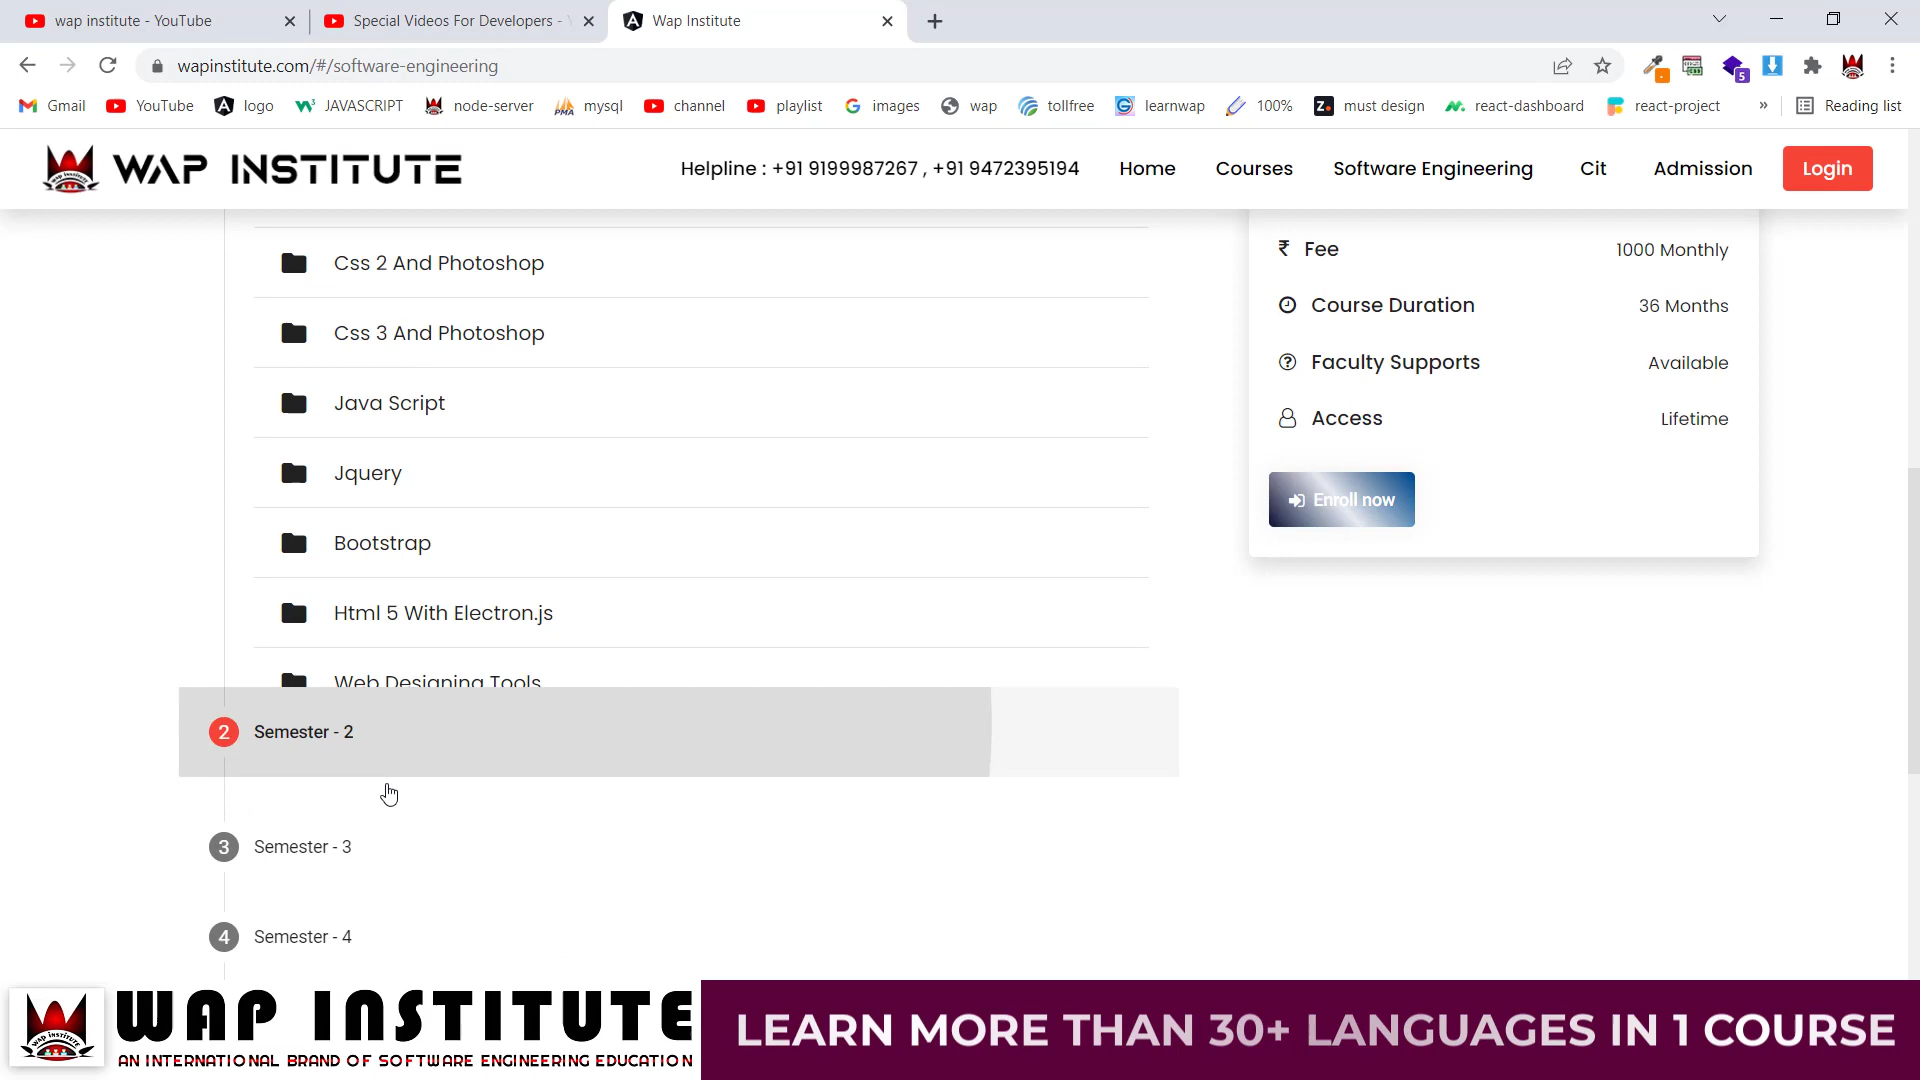 wap institute - YouTube
Special Videos For Developers -
Wap Institute
wapinstitute.com/#/software-engineering
5
Gmail
YouTube
logo
JAVASCRIPT
node-server
mysql
channel
playlist
images
wap
tollfree
learnwap
100%
must design
react-dashboard
react-project
»
Reading list
WAP INSTITUTE
Helpline : +91 9199987267 , +91 9472395194
Home
Courses
Software Engineering
Cit
Admission
Login
Css 2 And Photoshop
Css 3 And Photoshop
Java Script
Jquery
Bootstrap
Html 5 With Electron.js
Web Designing Tools
2 Semester - 2
3 Semester - 3
4 Semester - 4
₹ Fee 1000 Monthly
Course Duration 36 Months
Faculty Supports Available
Access Lifetime
Enroll now
WAP INSTITUTE
AN INTERNATIONAL BRAND OF SOFTWARE ENGINEERING EDUCATION
LEARN MORE THAN 30+ LANGUAGES IN 1 COURSE